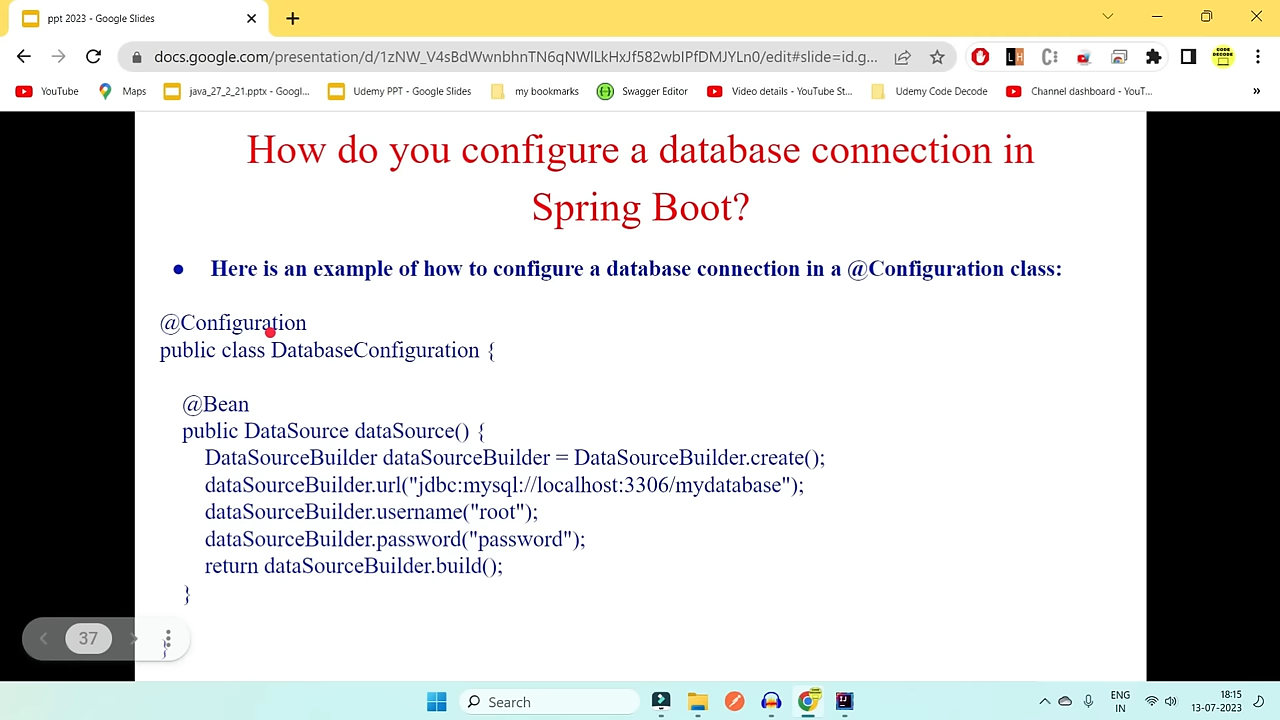 ppt 2023 - Google Slides
docs.google.com/presentation/d/1zNW_V4sadWwnhhnTN6qNWlLkHxJf582wblPfDMJYLn0/edit#slide=id.g...
YouTube Maps java_27_2_21.pptx - Googl... Udemy PPT - Google Slides my bookmarks Swagger Editor Video details - YouTube St... Udemy Code Decode Channel dashboard - YouT... »
How do you configure a database connection in
Spring Boot?
● Here is an example of how to configure a database connection in a @Configuration class:
@Configuration
public class DatabaseConfiguration {
@Bean
public DataSource dataSource() {
DataSourceBuilder dataSourceBuilder = DataSourceBuilder.create();
dataSourceBuilder.url("jdbc:mysql://localhost:3306/mydatabase");
dataSourceBuilder.username("root");
dataSourceBuilder.password("password");
return dataSourceBuilder.build();
}
37
}
Search
ENG
IN
18:15
13-07-2023